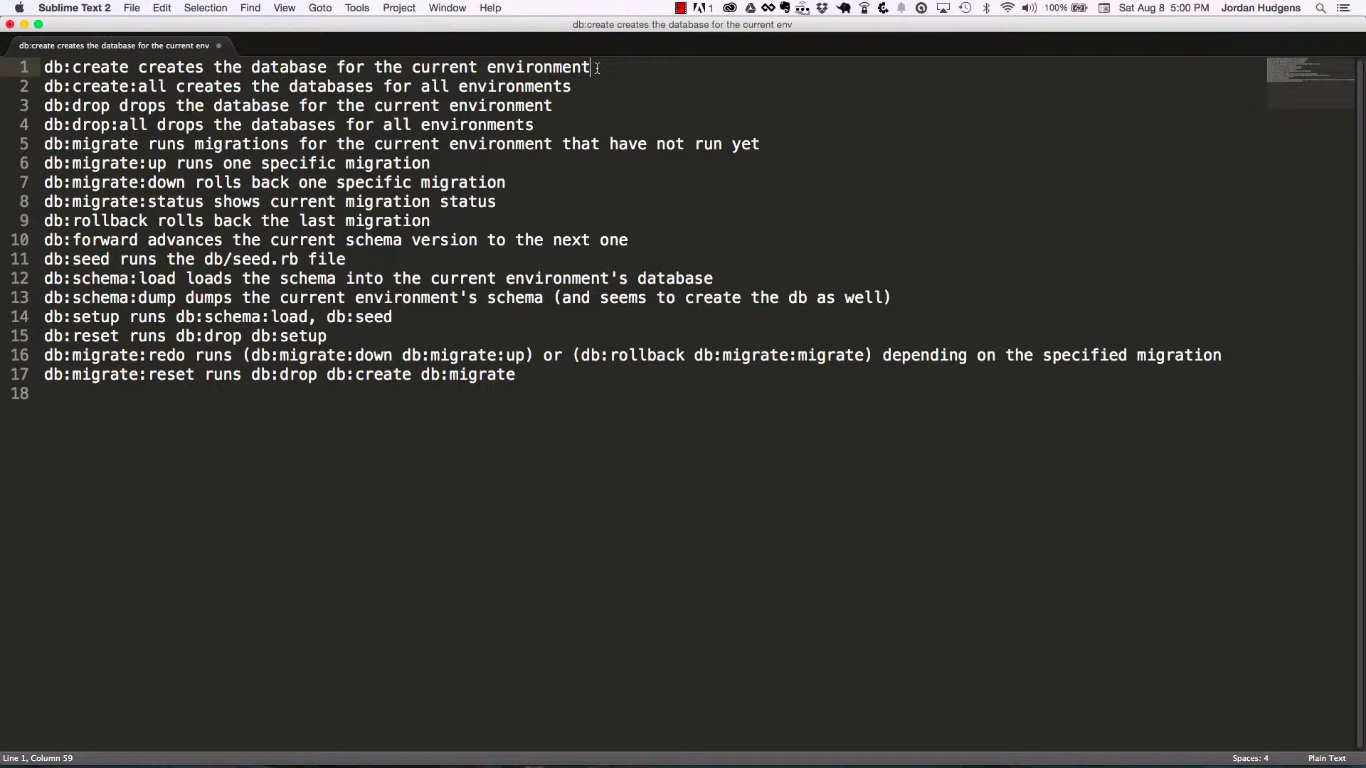 Sublime Text 2 File Edit Selection Find View Goto Tools Project Window Help 1 100% Sat Aug 8 5:00 PM Jordan Hudgens
db:create creates the database for the current env
db:create creates the database for the current env
1 db:create creates the database for the current environment
2 db:create:all creates the databases for all environments
3 db:drop drops the database for the current environment
4 db:drop:all drops the databases for all environments
5 db:migrate runs migrations for the current environment that have not run yet
6 db:migrate:up runs one specific migration
7 db:migrate:down rolls back one specific migration
8 db:migrate:status shows current migration status
9 db:rollback rolls back the last migration
10 db:forward advances the current schema version to the next one
11 db:seed runs the db/seed.rb file
12 db:schema:load loads the schema into the current environment's database
13 db:schema:dump dumps the current environment's schema (and seems to create the db as well)
14 db:setup runs db:schema:load, db:seed
15 db:reset runs db:drop db:setup
16 db:migrate:redo runs (db:migrate:down db:migrate:up) or (db:rollback db:migrate:migrate) depending on the specified migration
17 db:migrate:reset runs db:drop db:create db:migrate
18
Line 1, Column 59 Spaces: 4 Plain Text